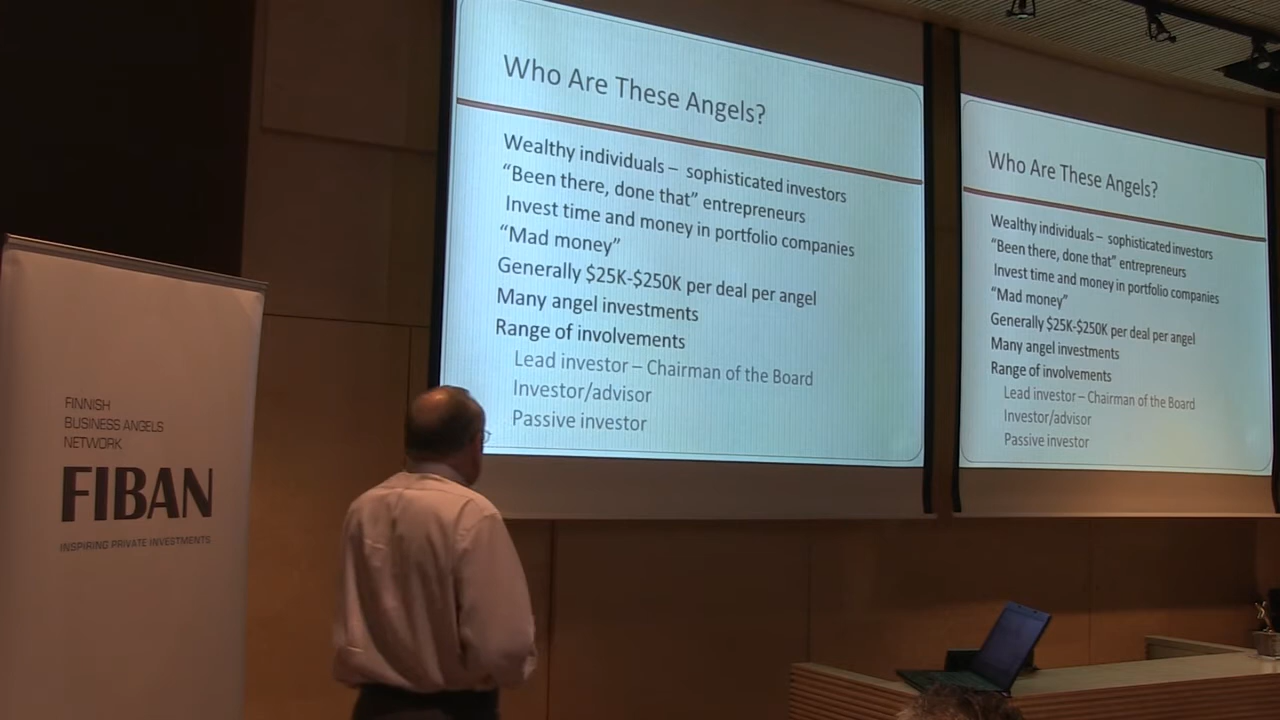 FINNISH
BUSINESS ANGELS
NETWORK
FIBAN
INSPIRING PRIVATE INVESTMENTS
Who Are These Angels?
Wealthy individuals – sophisticated investors
“Been there, done that” entrepreneurs
Invest time and money in portfolio companies
“Mad money”
Generally $25K-$250K per deal per angel
Many angel investments
Range of involvements
Lead investor – Chairman of the Board
Investor/advisor
Passive investor
Who Are These Angels?
Wealthy individuals – sophisticated investors
“Been there, done that” entrepreneurs
Invest time and money in portfolio companies
“Mad money”
Generally $25K-$250K per deal per angel
Many angel investments
Range of involvements
Lead investor – Chairman of the Board
Investor/advisor
Passive investor